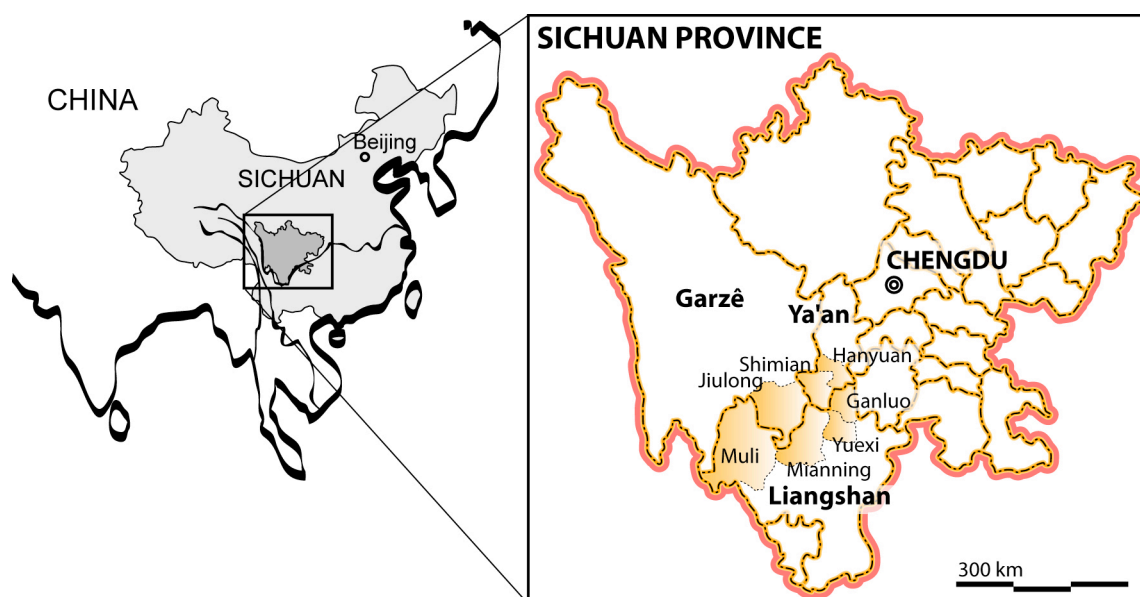 CHINA
Beijing
SICHUAN
SICHUAN PROVINCE
CHENGDU
Garzê
Ya'an
Hanyuan
Shimian
Jiulong
Ganluo
Yuexi
Muli
Mianning
Liangshan
300 km